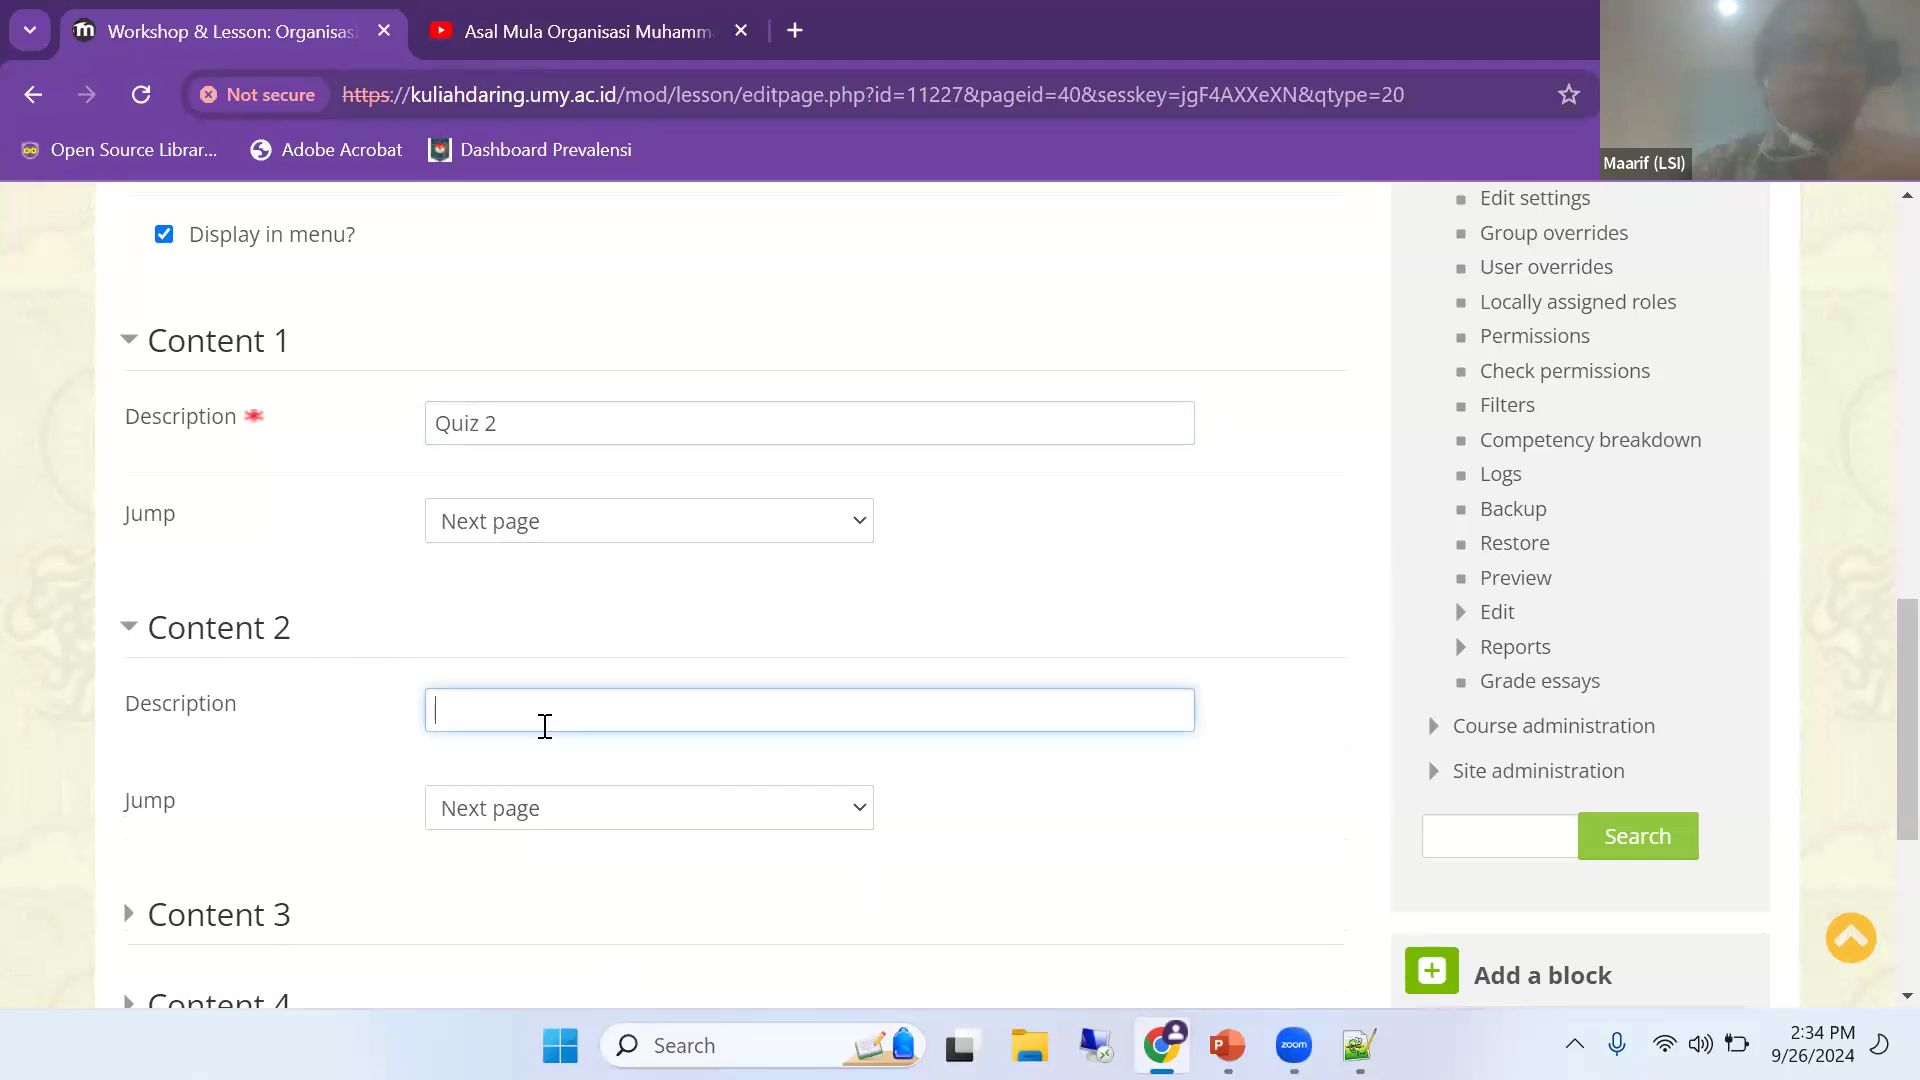 Workshop & Lesson: Organisas
Asal Mula Organisasi Muhamm
Not secure
https://kuliahdaring.umy.ac.id/mod/lesson/editpage.php?id=11227&pageid=40&sesskey=jgF4AXXeXN&qtype=20
Open Source Librar...
Adobe Acrobat
Dashboard Prevalensi
Maarif (LSI)
Display in menu?
Content 1
Description
Quiz 2
Jump
Next page
Content 2
Description
Jump
Next page
Content 3
Content 4
Edit settings
Group overrides
User overrides
Locally assigned roles
Permissions
Check permissions
Filters
Competency breakdown
Logs
Backup
Restore
Preview
Edit
Reports
Grade essays
Course administration
Site administration
Search
Add a block
Search
zoom
2:34 PM
9/26/2024